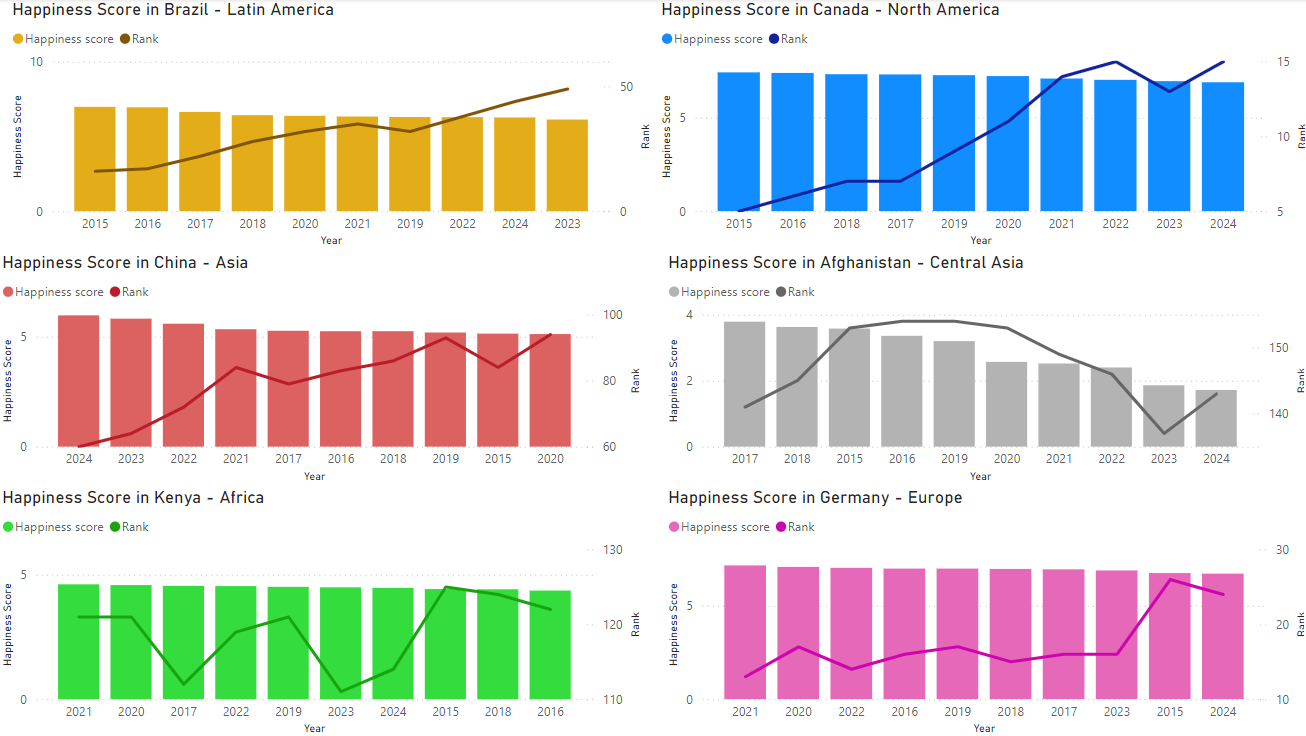 Happiness Score in Brazil - Latin America
Happiness score Rank
10
0
50
0
Happiness Score
Rank
2015 2016 2017 2018 2020 2021 2019 2022 2024 2023
Year
Happiness Score in Canada - North America
Happiness score Rank
5
0
15
10
5
Happiness Score
Rank
2015 2016 2018 2017 2019 2020 2021 2022 2023 2024
Year
Happiness Score in China - Asia
Happiness score Rank
5
0
100
80
60
Happiness Score
Rank
2024 2023 2022 2021 2017 2016 2018 2019 2015 2020
Year
Happiness Score in Afghanistan - Central Asia
Happiness score Rank
4
2
0
150
140
Happiness Score
Rank
2017 2018 2015 2016 2019 2020 2021 2022 2023 2024
Year
Happiness Score in Kenya - Africa
Happiness score Rank
5
0
130
120
110
Happiness Score
Rank
2021 2020 2017 2022 2019 2023 2024 2015 2018 2016
Year
Happiness Score in Germany - Europe
Happiness score Rank
5
0
30
20
10
Happiness Score
Rank
2021 2020 2022 2016 2019 2018 2017 2023 2015 2024
Year